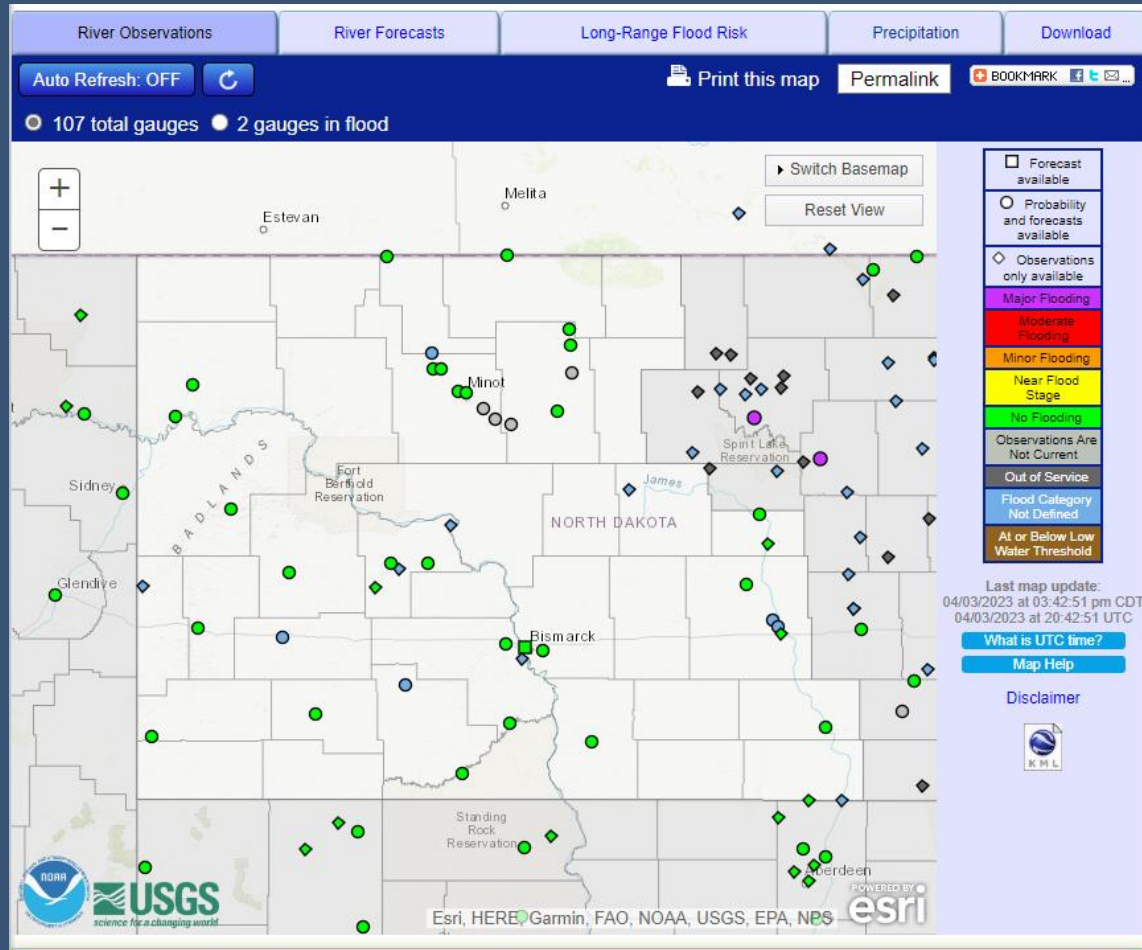 River Observations
River Forecasts
Long-Range Flood Risk
Precipitation
Download
Auto Refresh: OFF
Print this map
Permalink
BOOKMARK
107 total gauges
2 gauges in flood
+
−
Switch Basemap
Reset View
Melita
Estevan
Minot
Spirit Lake
Reservation
Fort
Berthold
Reservation
Sidney
BADLANDS
James
NORTH DAKOTA
Glendive
Bismarck
Standing
Rock
Reservation
Aberdeen
NOAA
USGS
science for a changing world
Esri, HERE, Garmin, FAO, NOAA, USGS, EPA, NPS
POWERED BY
esri
Forecast
available
Probability
and forecasts
available
Observations
only available
Major Flooding
Moderate
Flooding
Minor Flooding
Near Flood
Stage
No Flooding
Observations Are
Not Current
Out of Service
Flood Category
Not Defined
At or Below Low
Water Threshold
Last map update:
04/03/2023 at 03:42:51 pm CDT
04/03/2023 at 20:42:51 UTC
What is UTC time?
Map Help
Disclaimer
KML